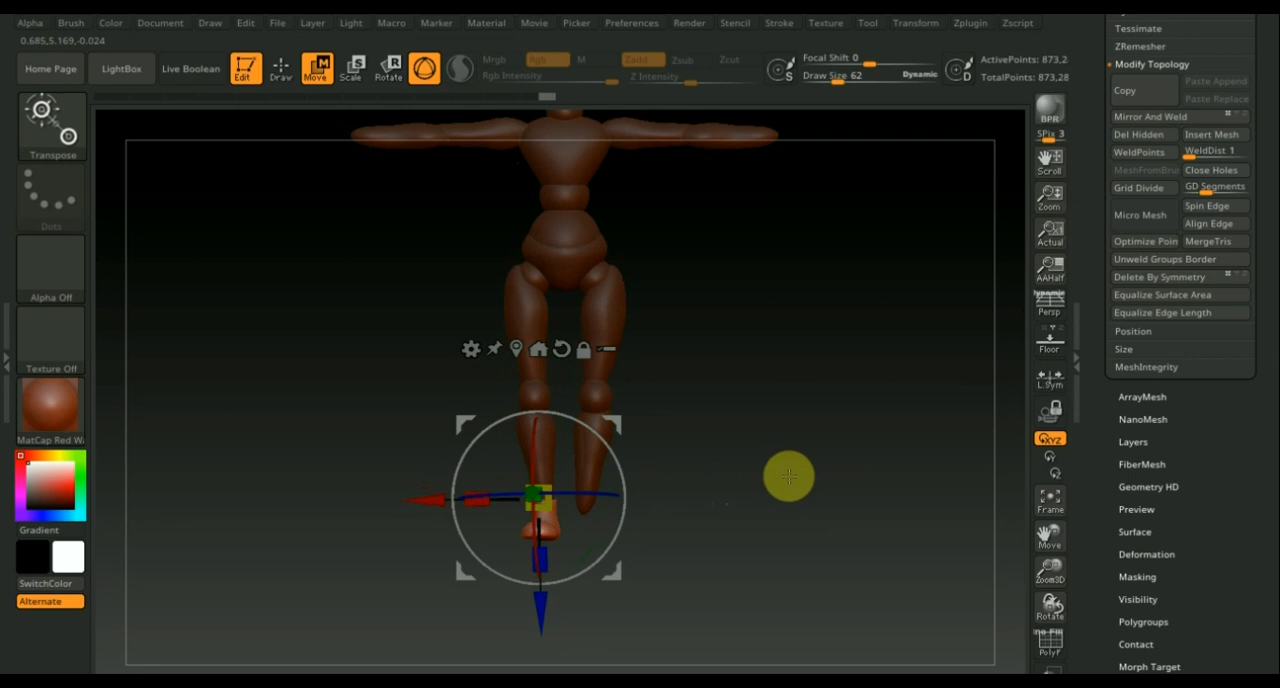 Alpha Brush Color Document Draw Edit File Layer Light Macro Marker Material Movie Picker Preferences Render Stencil Stroke Texture Tool Transform Zplugin Zscript
0.685,5.169,-0.024
Home Page LightBox Live Boolean Edit Draw Move Scale Rotate
Mrgb Rgb M Zadd Zsub Zcut
Rgb Intensity Z Intensity
Focal Shift 0
Draw Size 62 Dynamic
S
D
ActivePoints: 873,2
TotalPoints: 873,28
Transpose
Dots
Alpha Off
Texture Off
MatCap Red W
Gradient
SwitchColor
Alternate
BPR
SPix 3
Scroll
Zoom
Actual
AAHalf
Dynamic
Persp
Floor
L.Sym
XYZ
Frame
Move
Zoom3D
Rotate
Line Fill
PolyF
Tessimate
ZRemesher
Modify Topology
Copy
Paste Append
Paste Replace
Mirror And Weld
Del Hidden Insert Mesh
WeldPoints WeldDist 1
MeshFromBru Close Holes
Grid Divide GD Segments
Micro Mesh
Spin Edge
Align Edge
Optimize Poin MergeTris
Unweld Groups Border
Delete By Symmetry
Equalize Surface Area
Equalize Edge Length
Position
Size
MeshIntegrity
ArrayMesh
NanoMesh
Layers
FiberMesh
Geometry HD
Preview
Surface
Deformation
Masking
Visibility
Polygroups
Contact
Morph Target